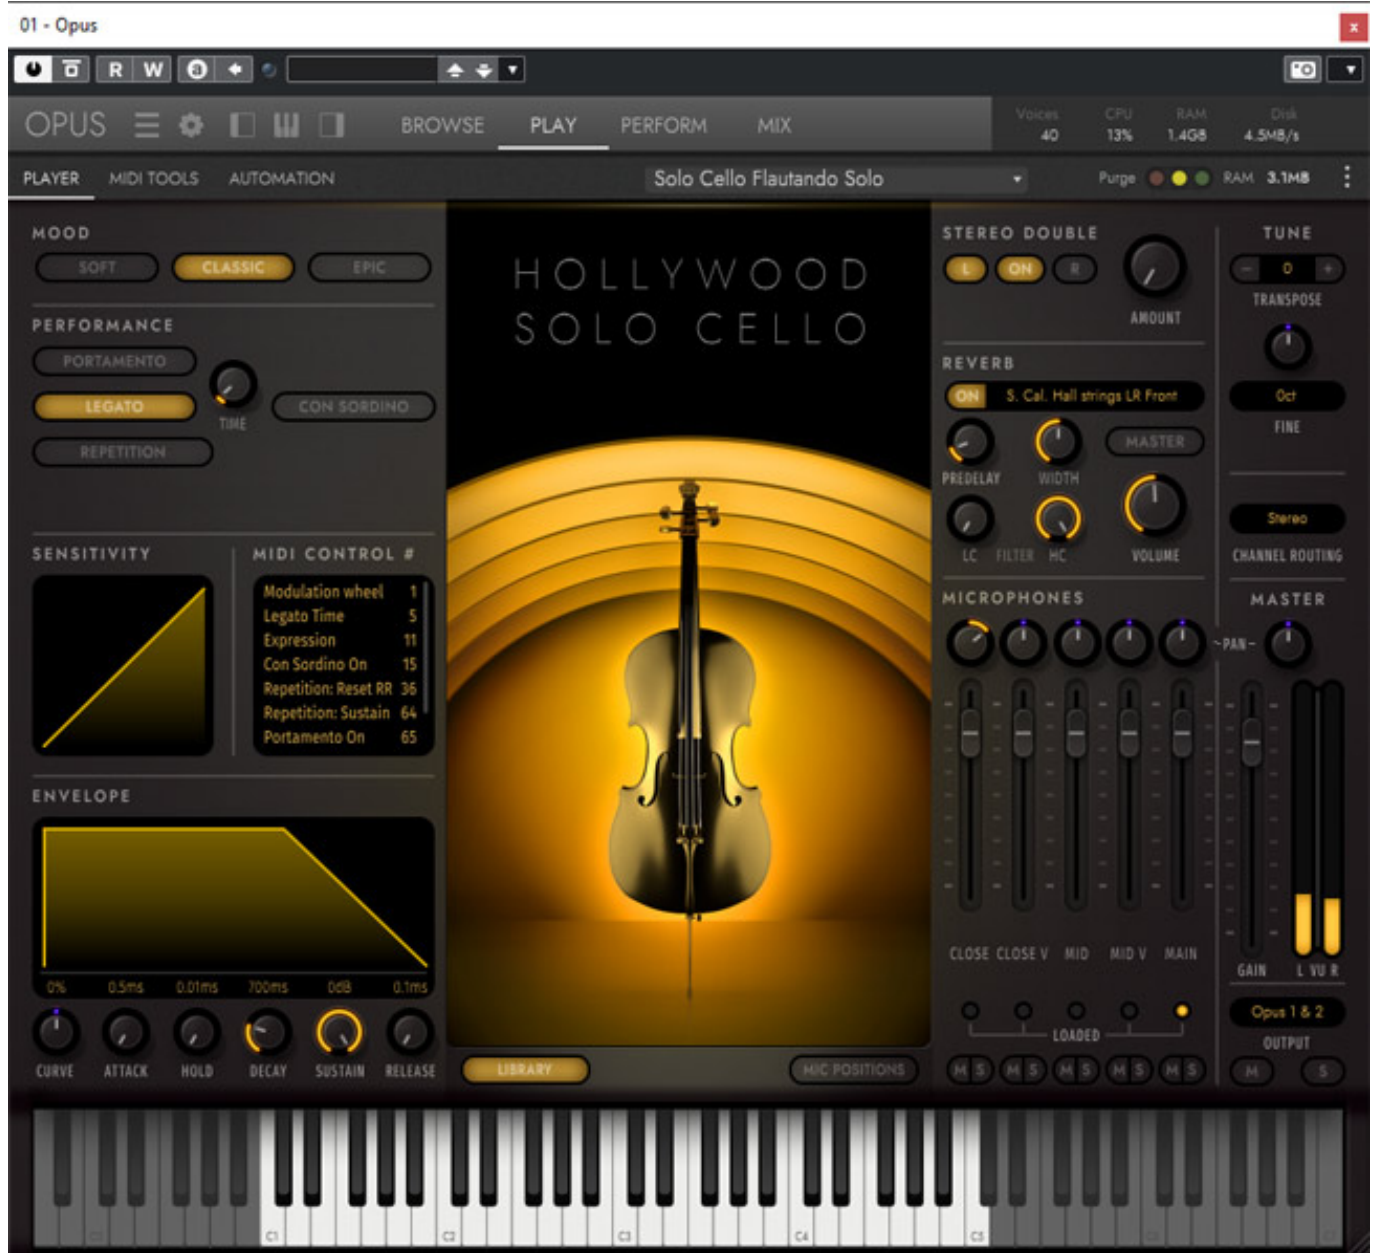 01 - Opus
x
R W a
OPUS BROWSE PLAY PERFORM MIX
Voices CPU RAM Disk
40 13% 1.4GB 4.5MB/s
PLAYER MIDI TOOLS AUTOMATION Solo Cello Flautando Solo Purge RAM 3.1MB
MOOD
SOFT CLASSIC EPIC
PERFORMANCE
PORTAMENTO
LEGATO
TIME
CON SORDINO
REPETITION
SENSITIVITY
MIDI CONTROL #
Modulation wheel 1
Legato Time 5
Expression 11
Con Sordino On 15
Repetition: Reset RR 36
Repetition: Sustain 64
Portamento On 65
ENVELOPE
0% 0.5ms 0.01ms 700ms 0dB 0.1ms
CURVE ATTACK HOLD DECAY SUSTAIN RELEASE
HOLLYWOOD
SOLO CELLO
LIBRARY MIC POSITIONS
STEREO DOUBLE
L ON R
AMOUNT
REVERB
ON S. Cal. Hall strings LR Front
PREDELAY WIDTH MASTER
LC FILTER HC VOLUME
MICROPHONES
~PAN~
CLOSE CLOSE V MID MID V MAIN
LOADED
M S M S M S M S M S
TUNE
- 0 +
TRANSPOSE
0ct
FINE
Stereo
CHANNEL ROUTING
MASTER
GAIN L VU R
Opus 1 & 2
OUTPUT
M S
C1 C2 C3 C4 C5